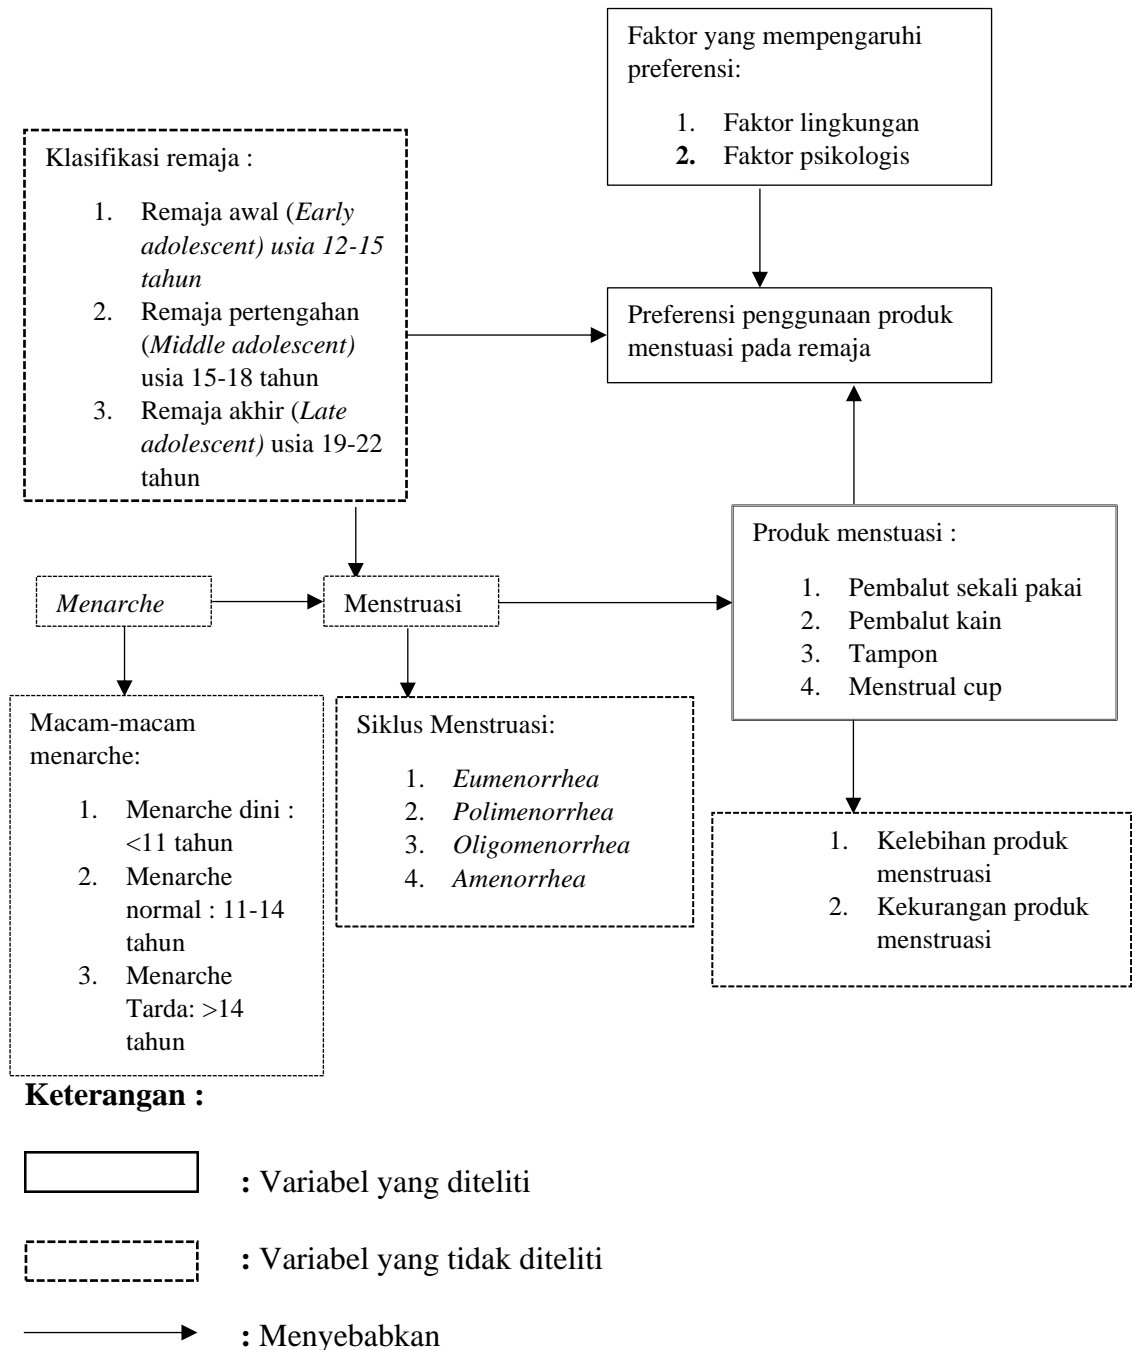 Faktor yang mempengaruhi
preferensi:
1. Faktor lingkungan
2. Faktor psikologis
Klasifikasi remaja :
1. Remaja awal (Early
adolescent) usia 12-15
tahun
2. Remaja pertengahan
(Middle adolescent)
usia 15-18 tahun
3. Remaja akhir (Late
adolescent) usia 19-22
tahun
Preferensi penggunaan produk
menstuasi pada remaja
Produk menstuasi :
1. Pembalut sekali pakai
2. Pembalut kain
3. Tampon
4. Menstrual cup
Menarche
Menstruasi
Macam-macam
menarche:
1. Menarche dini :
<11 tahun
2. Menarche
normal : 11-14
tahun
3. Menarche
Tarda: >14
tahun
Siklus Menstruasi:
1. Eumenorrhea
2. Polimenorrhea
3. Oligomenorrhea
4. Amenorrhea
1. Kelebihan produk
menstruasi
2. Kekurangan produk
menstruasi
Keterangan :
: Variabel yang diteliti
: Variabel yang tidak diteliti
: Menyebabkan